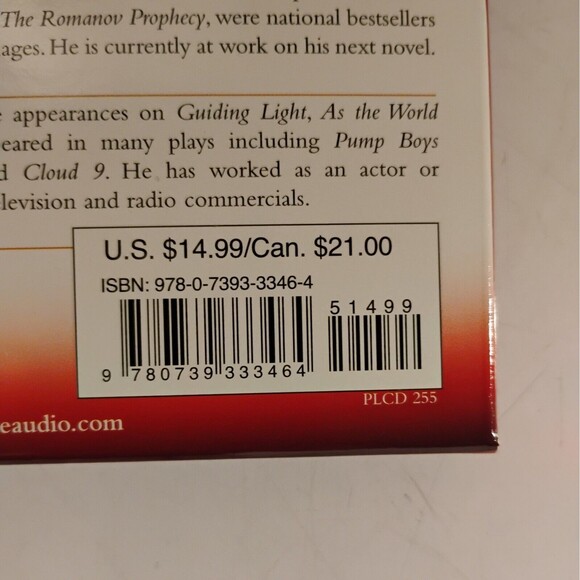 The Romanov Prophecy, were national bestsellers
ages. He is currently at work on his next novel.
appearances on Guiding Light, As the World
eared in many plays including Pump Boys
Cloud 9. He has worked as an actor or
levision and radio commercials.
U.S. $14.99/Can. $21.00
ISBN: 978-0-7393-3346-4
51499
9 780739 333464
PLCD 255
eaudio.com